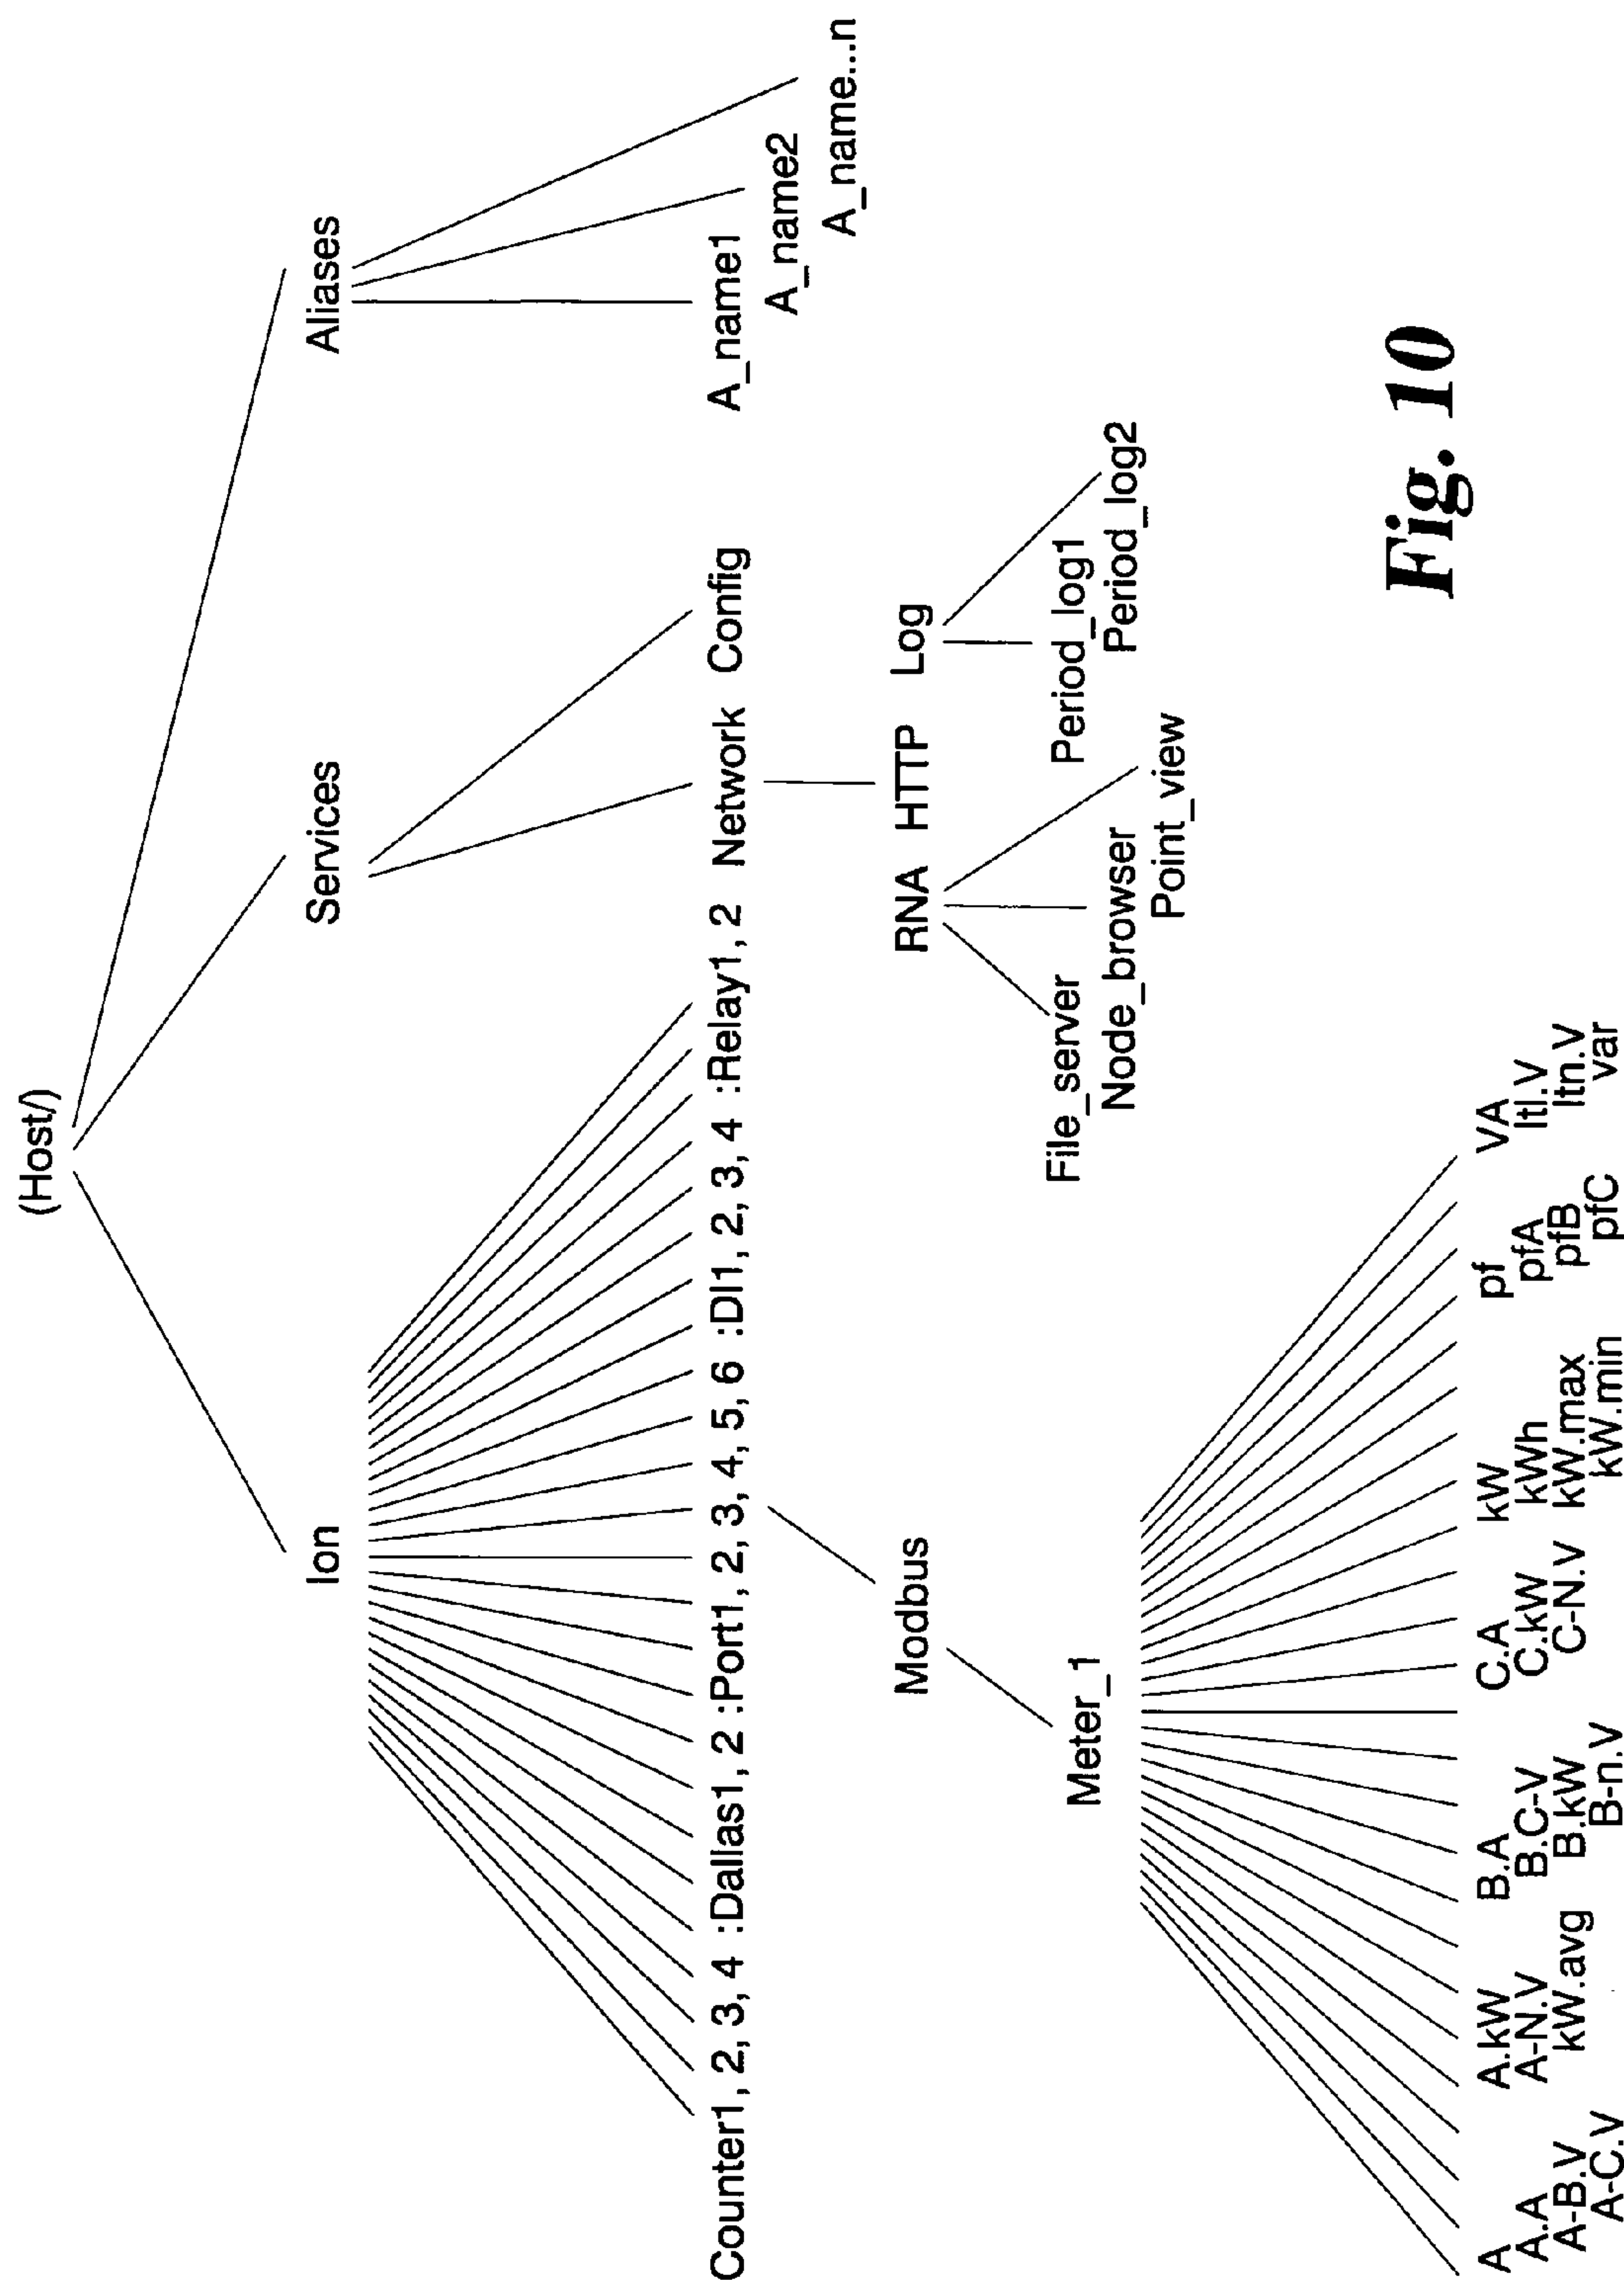 (Host/)
Ion
Services
Aliases
Counter1, 2, 3, 4 :Dallas1, 2 :Port1, 2, 3, 4, 5, 6 :DI1, 2, 3, 4 :Relay1, 2 Network Config
A_name1
A_name2
A_name...n
Modbus
RNA HTTP Log
File_server
Node_browser
Point_view
Period_log1
Period_log2
Meter_1
A
A.A
A-B.V
A-C.V
A.kW
A-N.V
kW.avg
B.A
B.C-V
B.kW
B-n.V
C.A
C.kW
C-N.V
kW
kWh
kW.max
kW.min
pf
pfA
pfB
pfC
VA
ltl.V
ltn.V
var
Fig. 10